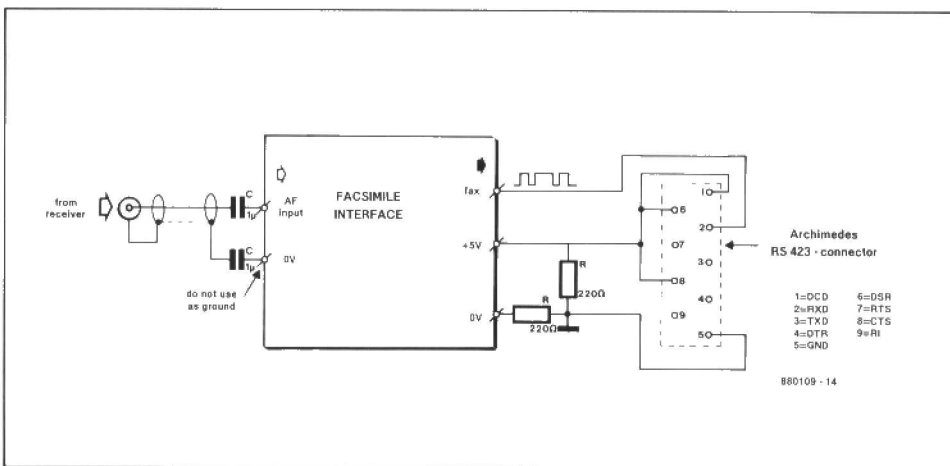 from
receiver
C
1µ
C
1µ
AF
Input
0V
do not use
as ground
FACSIMILE
INTERFACE
fax
+5V
0V
R
220Ω
R
220Ω
1
6
2
7
3
8
4
9
5
Archimedes
RS 423 - connector
1=DCD 6=DSR
2=RXD 7=RTS
3=TXD 8=CTS
4=DTR 9=RI
5=GND
880109 - 14